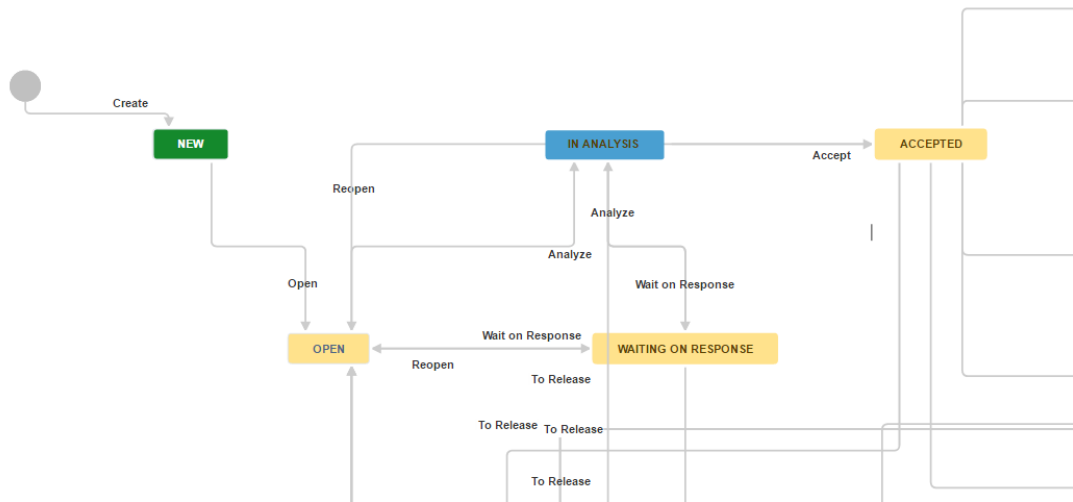 Create
NEW
IN ANALYSIS
ACCEPTED
Accept
Reopen
Analyze
Analyze
Open
Wait on Response
Wait on Response
OPEN
WAITING ON RESPONSE
Reopen
To Release
To Release
To Release
To Release